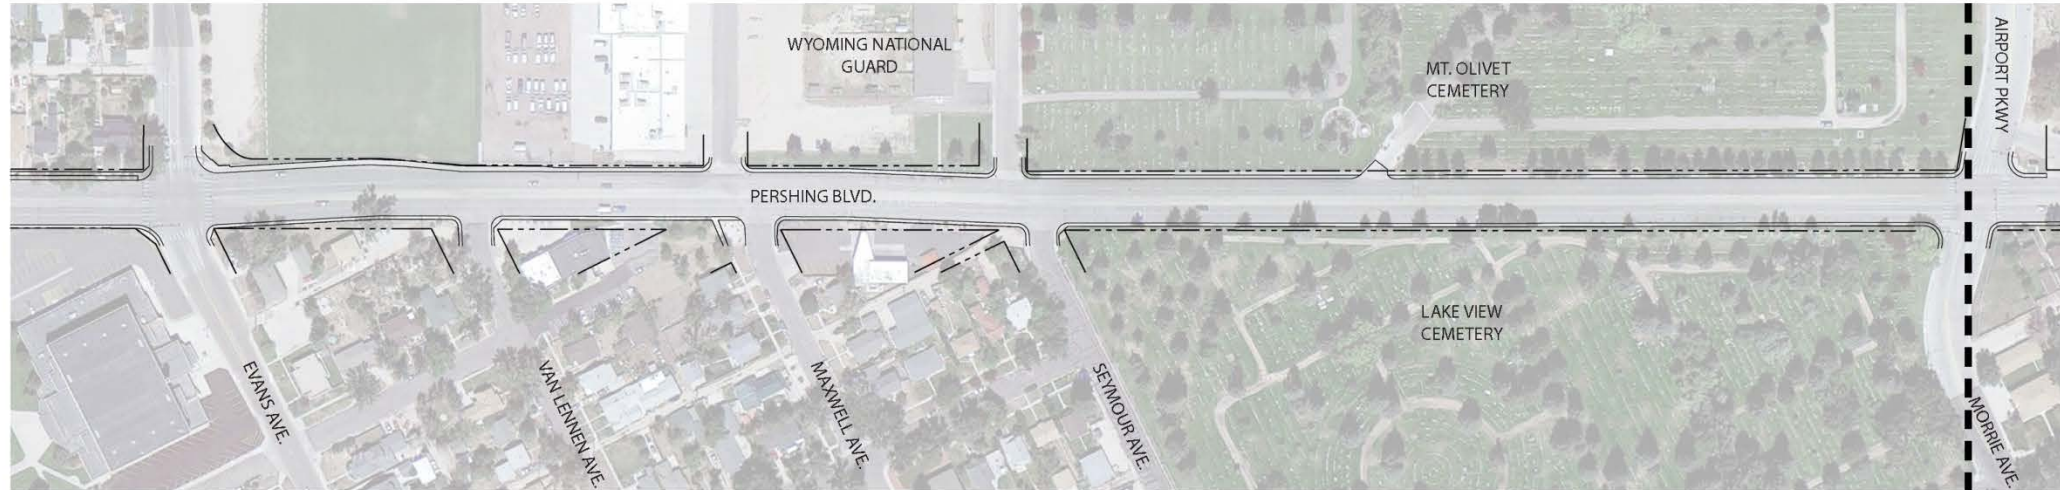 WYOMING NATIONAL
GUARD
MT. OLIVET
CEMETERY
AIRPORT PKWY
PERSHING BLVD.
LAKE VIEW
CEMETERY
EVANS AVE.
VAN LENNEN AVE.
MAXWELL AVE.
SEYMOUR AVE.
MORRIE AVE.